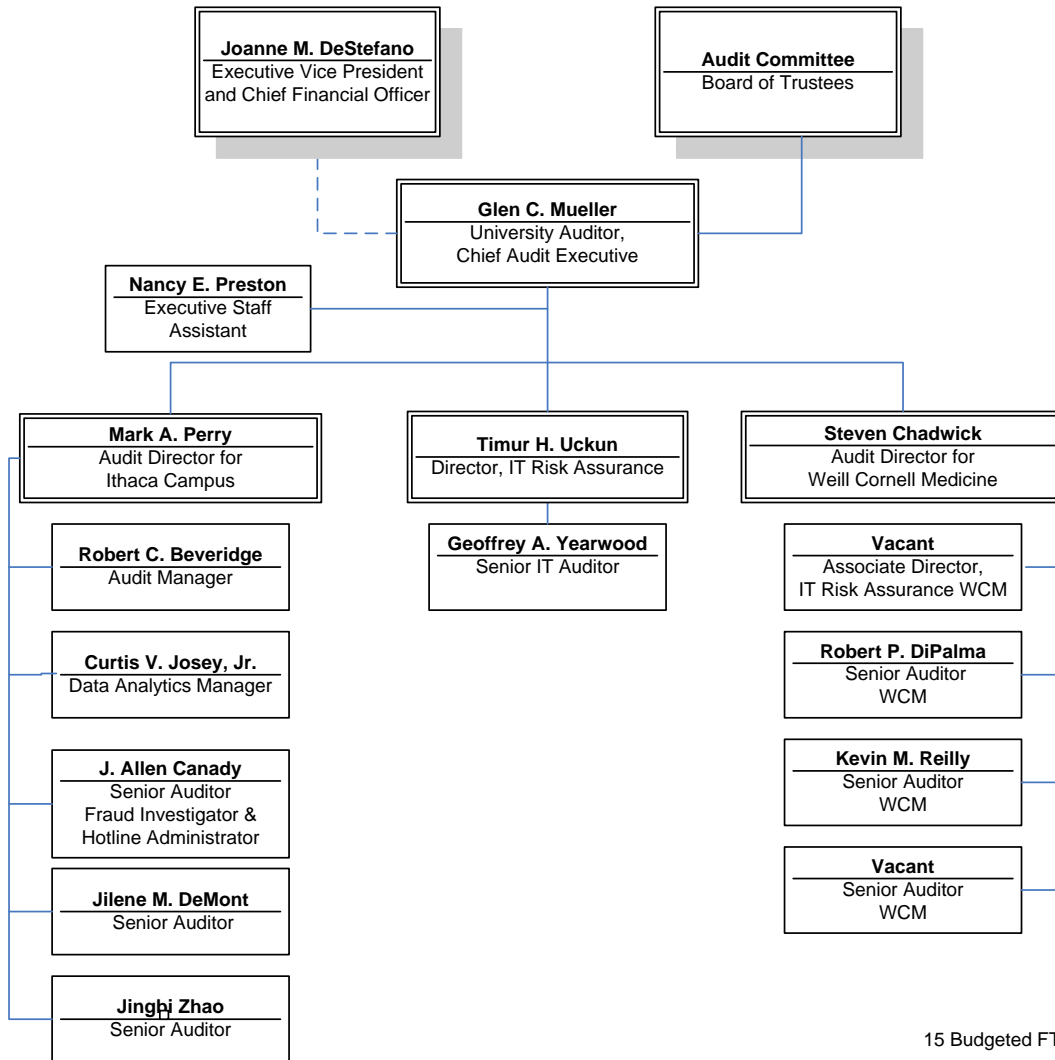 Joanne M. DeStefano
Executive Vice President
and Chief Financial Officer
Audit Committee
Board of Trustees
Glen C. Mueller
University Auditor,
Chief Audit Executive
Nancy E. Preston
Executive Staff
Assistant
Mark A. Perry
Audit Director for
Ithaca Campus
Timur H. Uckun
Director, IT Risk Assurance
Steven Chadwick
Audit Director for
Weill Cornell Medicine
Robert C. Beveridge
Audit Manager
Curtis V. Josey, Jr.
Data Analytics Manager
J. Allen Canady
Senior Auditor
Fraud Investigator &
Hotline Administrator
Jilene M. DeMont
Senior Auditor
Jingbi Zhao
Senior Auditor
Geoffrey A. Yearwood
Senior IT Auditor
Vacant
Associate Director,
IT Risk Assurance WCM
Robert P. DiPalma
Senior Auditor
WCM
Kevin M. Reilly
Senior Auditor
WCM
Vacant
Senior Auditor
WCM
15 Budgeted FT